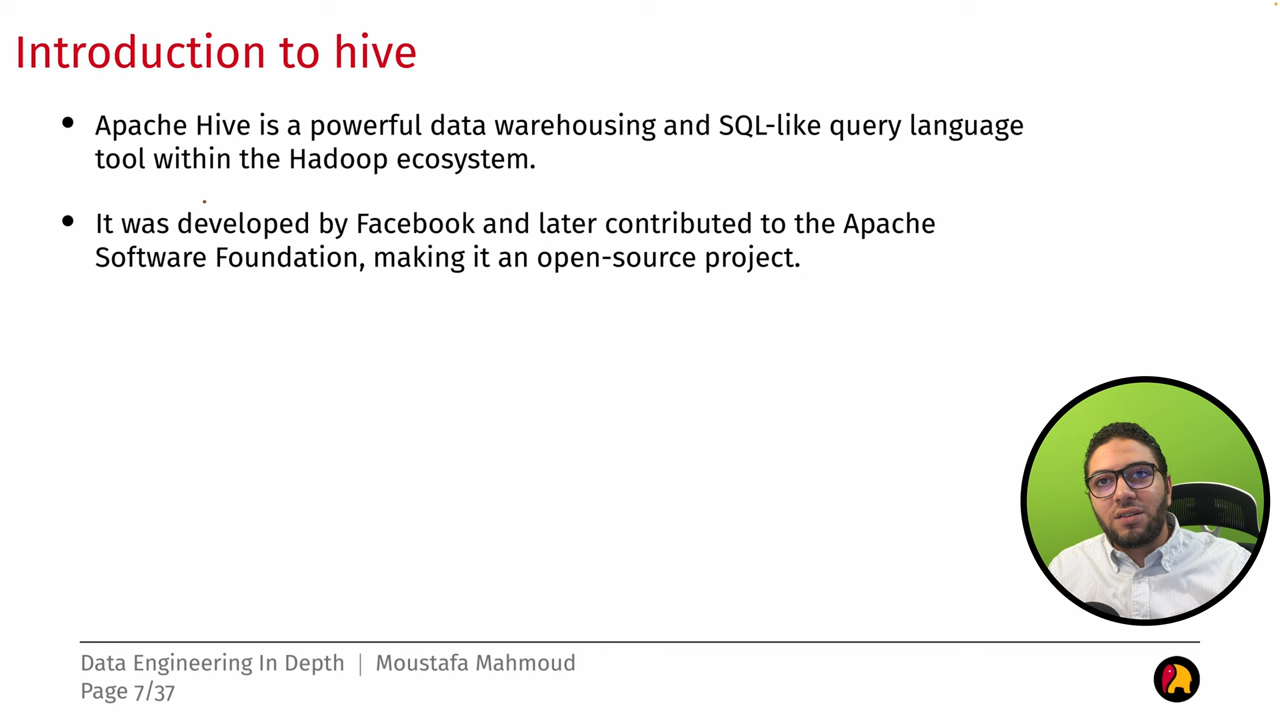 Introduction to hive
• Apache Hive is a powerful data warehousing and SQL-like query language
tool within the Hadoop ecosystem.
• It was developed by Facebook and later contributed to the Apache
Software Foundation, making it an open-source project.
Data Engineering In Depth | Moustafa Mahmoud
Page 7/37